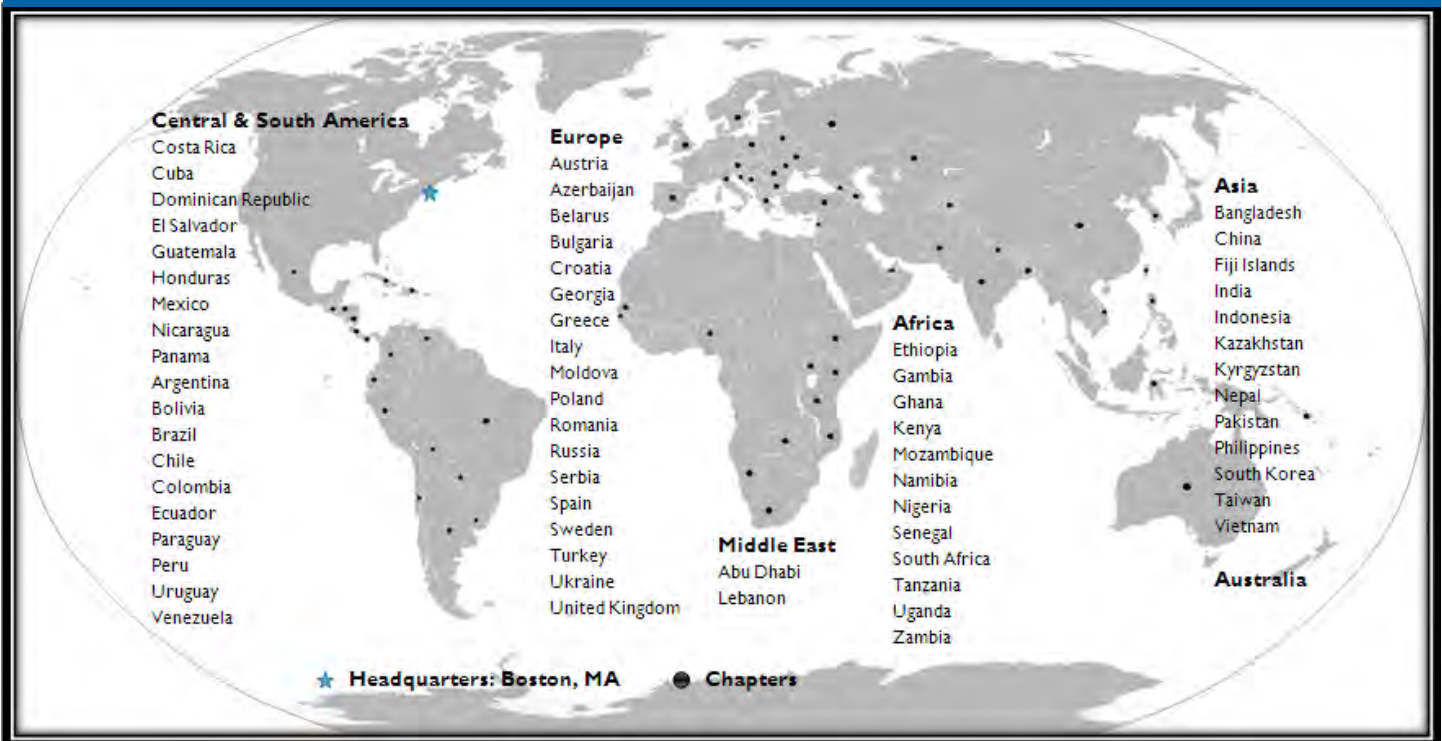 Central & South America
Costa Rica
Cuba
Dominican Republic
El Salvador
Guatemala
Honduras
Mexico
Nicaragua
Panama
Argentina
Bolivia
Brazil
Chile
Colombia
Ecuador
Paraguay
Peru
Uruguay
Venezuela
Europe
Austria
Azerbaijan
Belarus
Bulgaria
Croatia
Georgia
Greece
Italy
Moldova
Poland
Romania
Russia
Serbia
Spain
Sweden
Turkey
Ukraine
United Kingdom
Middle East
Abu Dhabi
Lebanon
Africa
Ethiopia
Gambia
Ghana
Kenya
Mozambique
Namibia
Nigeria
Senegal
South Africa
Tanzania
Uganda
Zambia
Asia
Bangladesh
China
Fiji Islands
India
Indonesia
Kazakhstan
Kyrgyzstan
Nepal
Pakistan
Philippines
South Korea
Taiwan
Vietnam
Australia
Headquarters: Boston, MA
Chapters